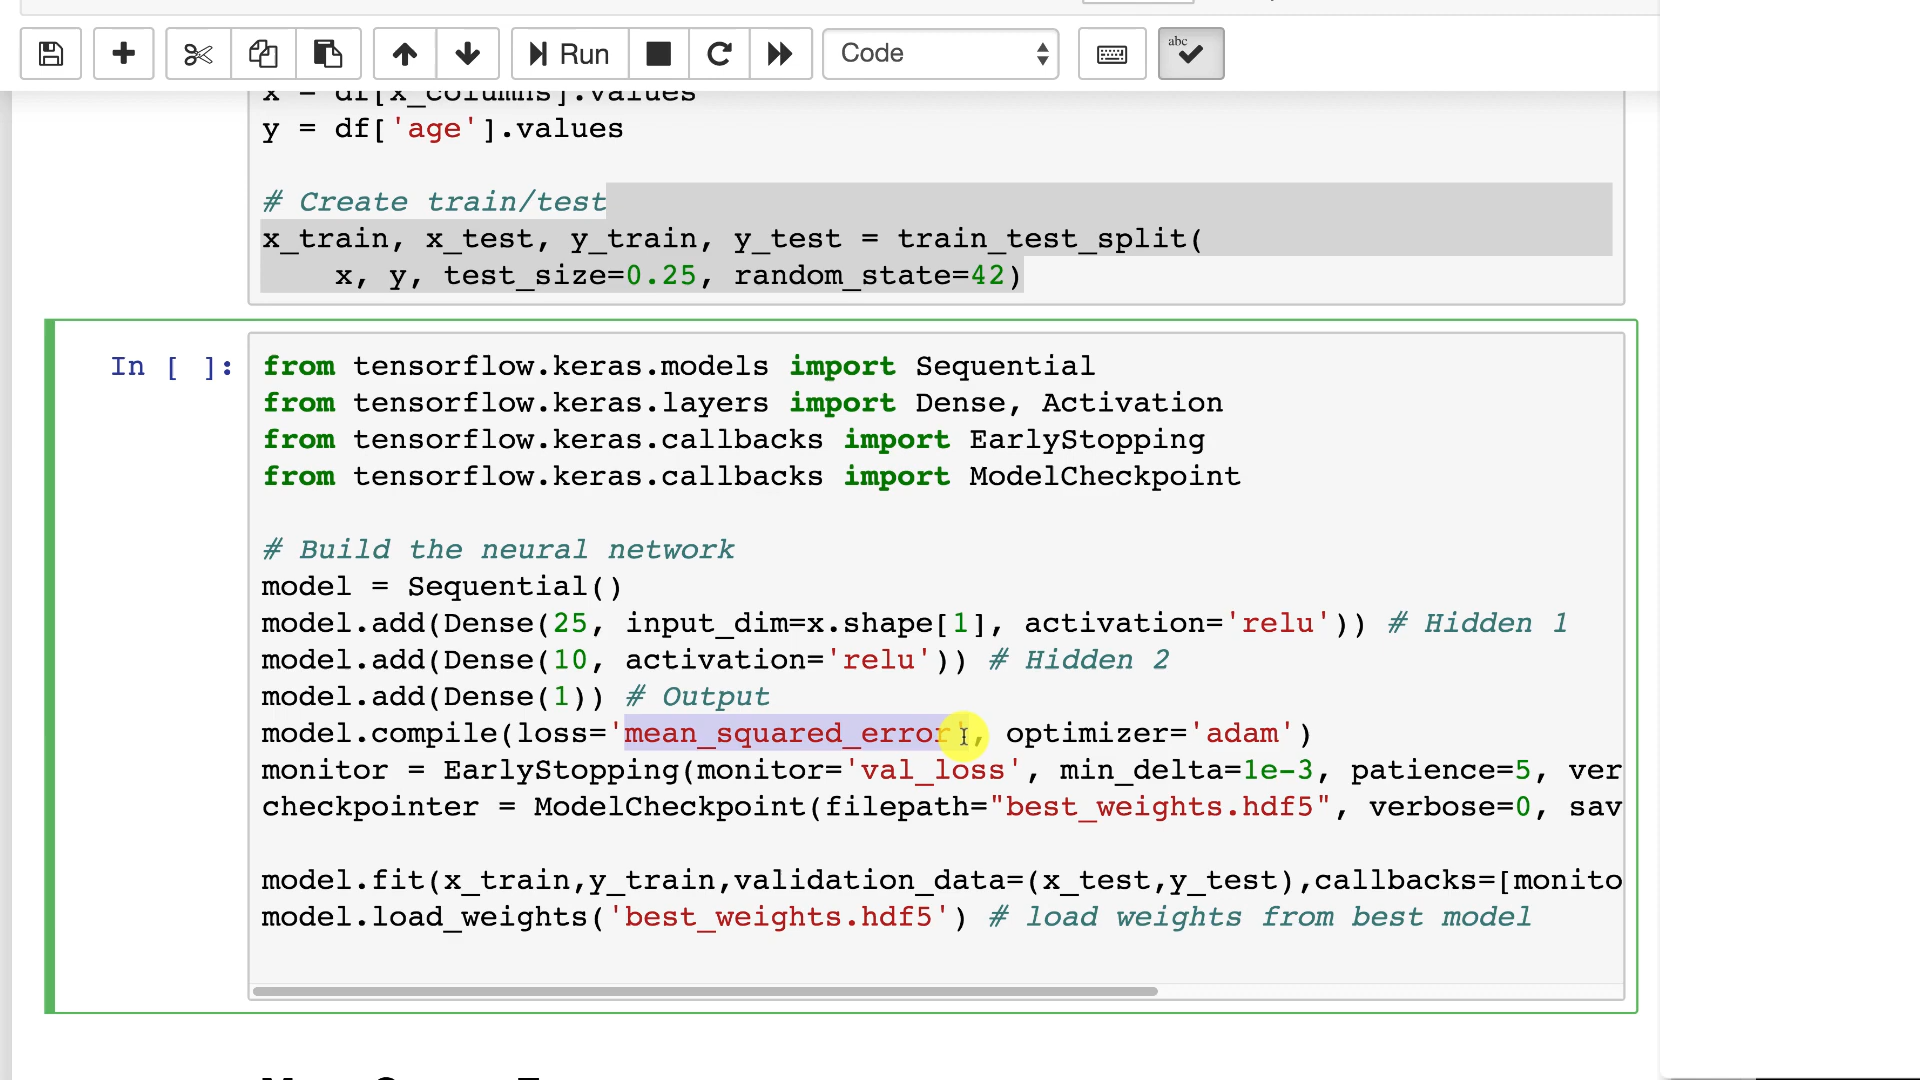 Run
Code
abc
x = df[x_columns].values
y = df['age'].values
# Create train/test
x_train, x_test, y_train, y_test = train_test_split(
x, y, test_size=0.25, random_state=42)
In [ ]:
from tensorflow.keras.models import Sequential
from tensorflow.keras.layers import Dense, Activation
from tensorflow.keras.callbacks import EarlyStopping
from tensorflow.keras.callbacks import ModelCheckpoint
# Build the neural network
model = Sequential()
model.add(Dense(25, input_dim=x.shape[1], activation='relu')) # Hidden 1
model.add(Dense(10, activation='relu')) # Hidden 2
model.add(Dense(1)) # Output
model.compile(loss='mean_squared_error', optimizer='adam')
monitor = EarlyStopping(monitor='val_loss', min_delta=1e-3, patience=5, ver
checkpointer = ModelCheckpoint(filepath="best_weights.hdf5", verbose=0, sav
model.fit(x_train,y_train,validation_data=(x_test,y_test),callbacks=[monito
model.load_weights('best_weights.hdf5') # load weights from best model